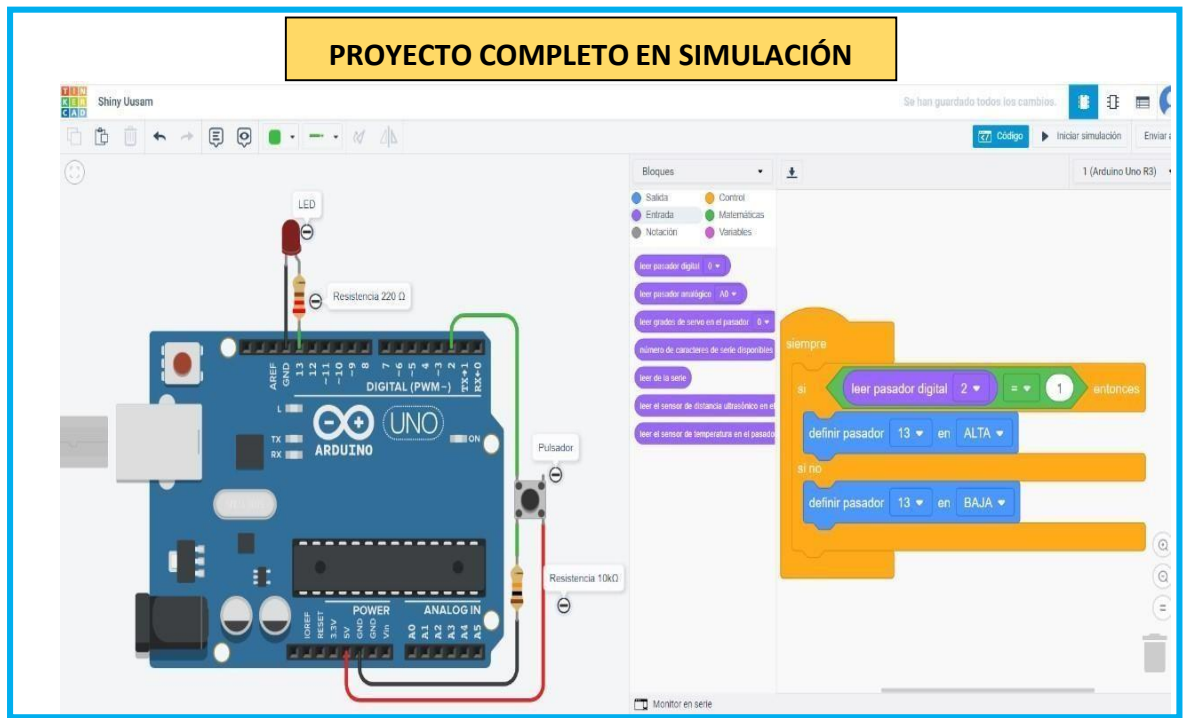 PROYECTO COMPLETO EN SIMULACIÓN
TIN
KER
CAD
Shiny Uusam
Se han guardado todos los cambios.
Código
Iniciar simulación
Enviar a
Bloques
1 (Arduino Uno R3)
Salida
Control
Entrada
Matemáticas
Notación
Variables
leer pasador digital 0
leer pasador analógico A0
leer grados de servo en el pasador 0
número de caracteres de serie disponibles
leer de la serie
leer el sensor de distancia ultrasónico en el
leer el sensor de temperatura en el pasado
siempre
si leer pasador digital 2 = 1 entonces
definir pasador 13 en ALTA
si no
definir pasador 13 en BAJA
LED
Resistencia 220 Ω
AREF
GND
13
12
~11
~10
~9
8
7
~6
~5
4
~3
2
TX→1
RX←0
DIGITAL (PWM~)
L
TX
RX
ARDUINO
UNO
ON
Pulsador
Resistencia 10kΩ
POWER
ANALOG IN
IOREF
RESET
3.3V
5V
GND
GND
Vin
A0
A1
A2
A3
A4
A5
Monitor en serie